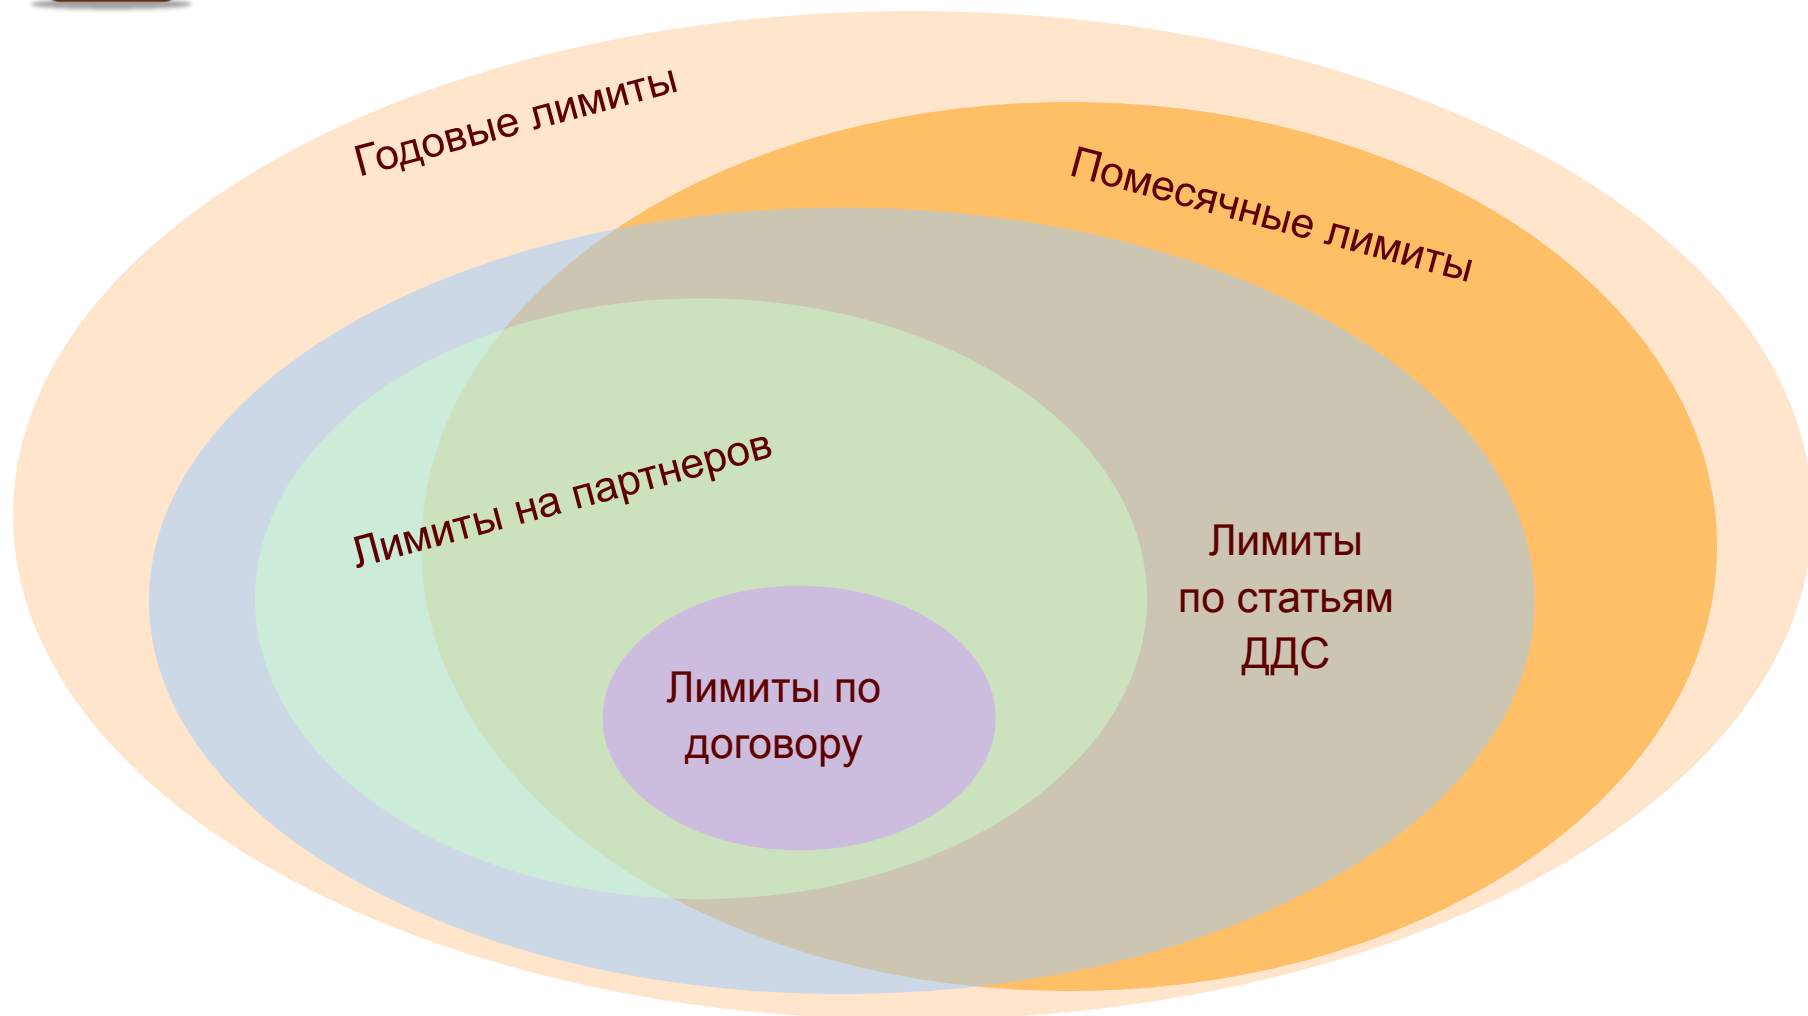 Годовые лимиты
Помесячные лимиты
Лимиты на партнеров
Лимиты
по статьям
ДДС
Лимиты по
договору